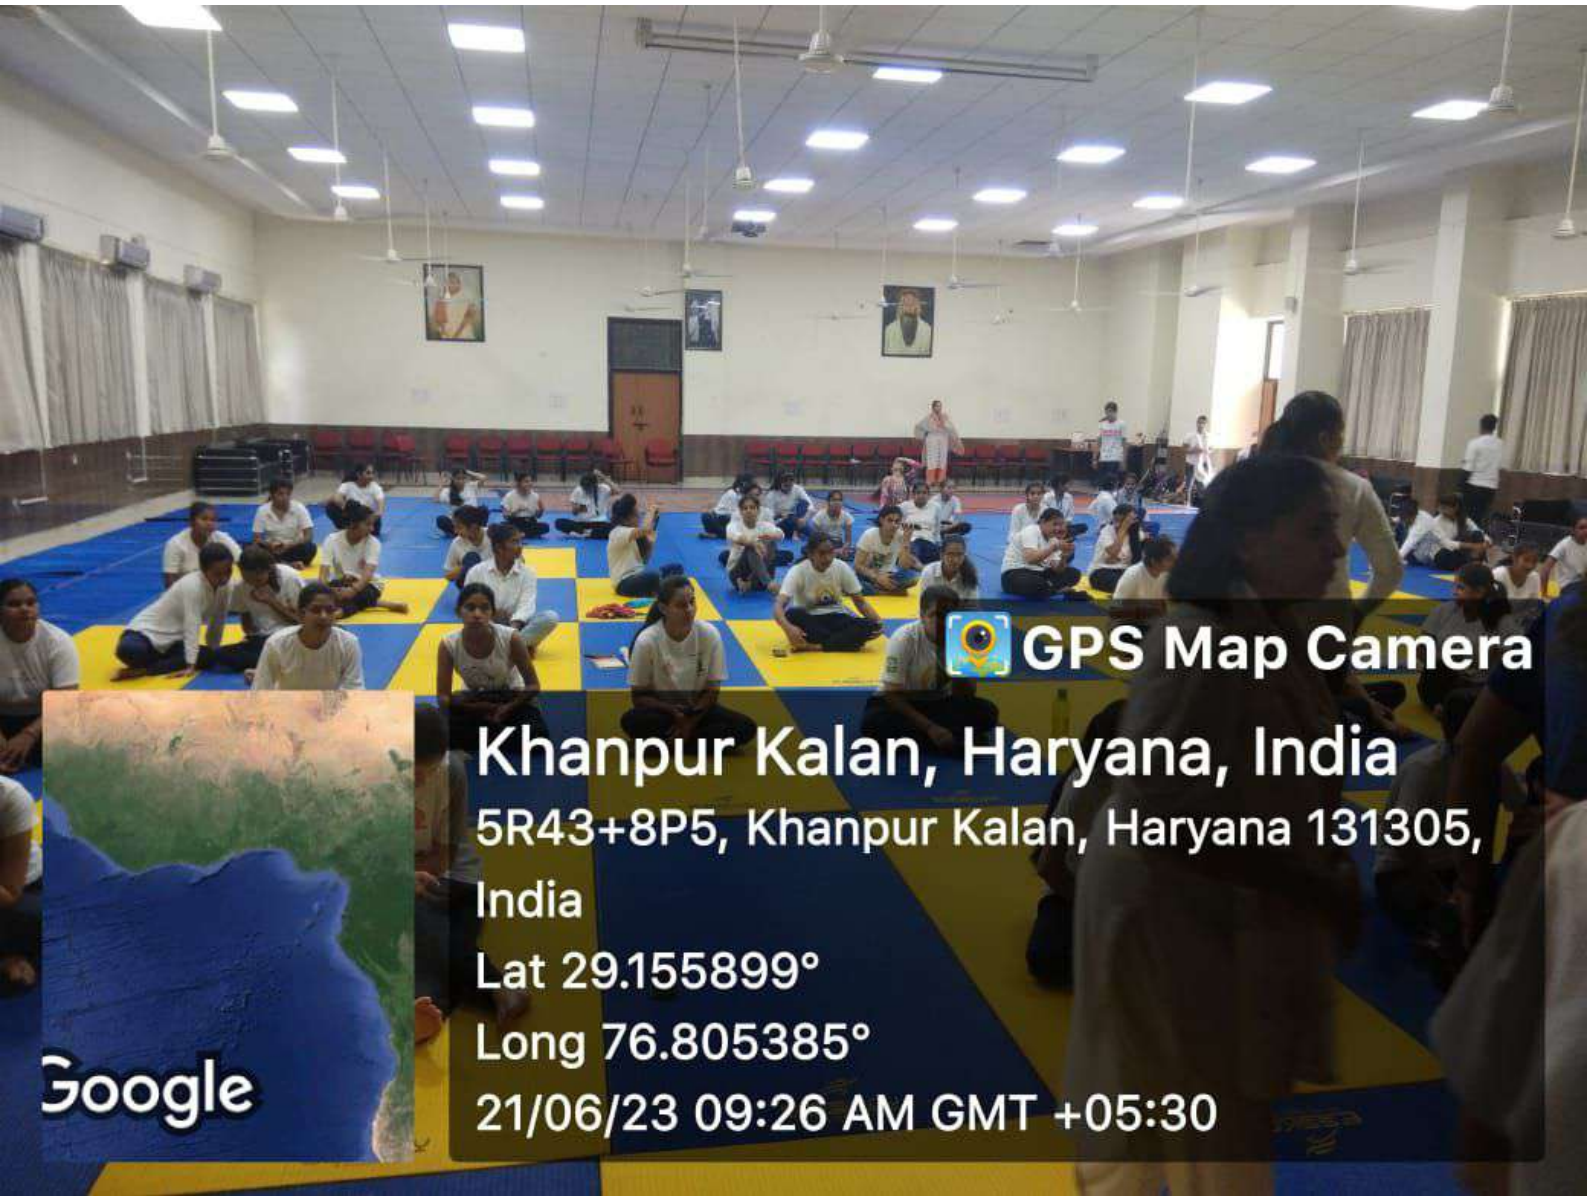 GPS Map Camera
Khanpur Kalan, Haryana, India
5R43+8P5, Khanpur Kalan, Haryana 131305,
India
Lat 29.155899°
Long 76.805385°
21/06/23 09:26 AM GMT +05:30
Google